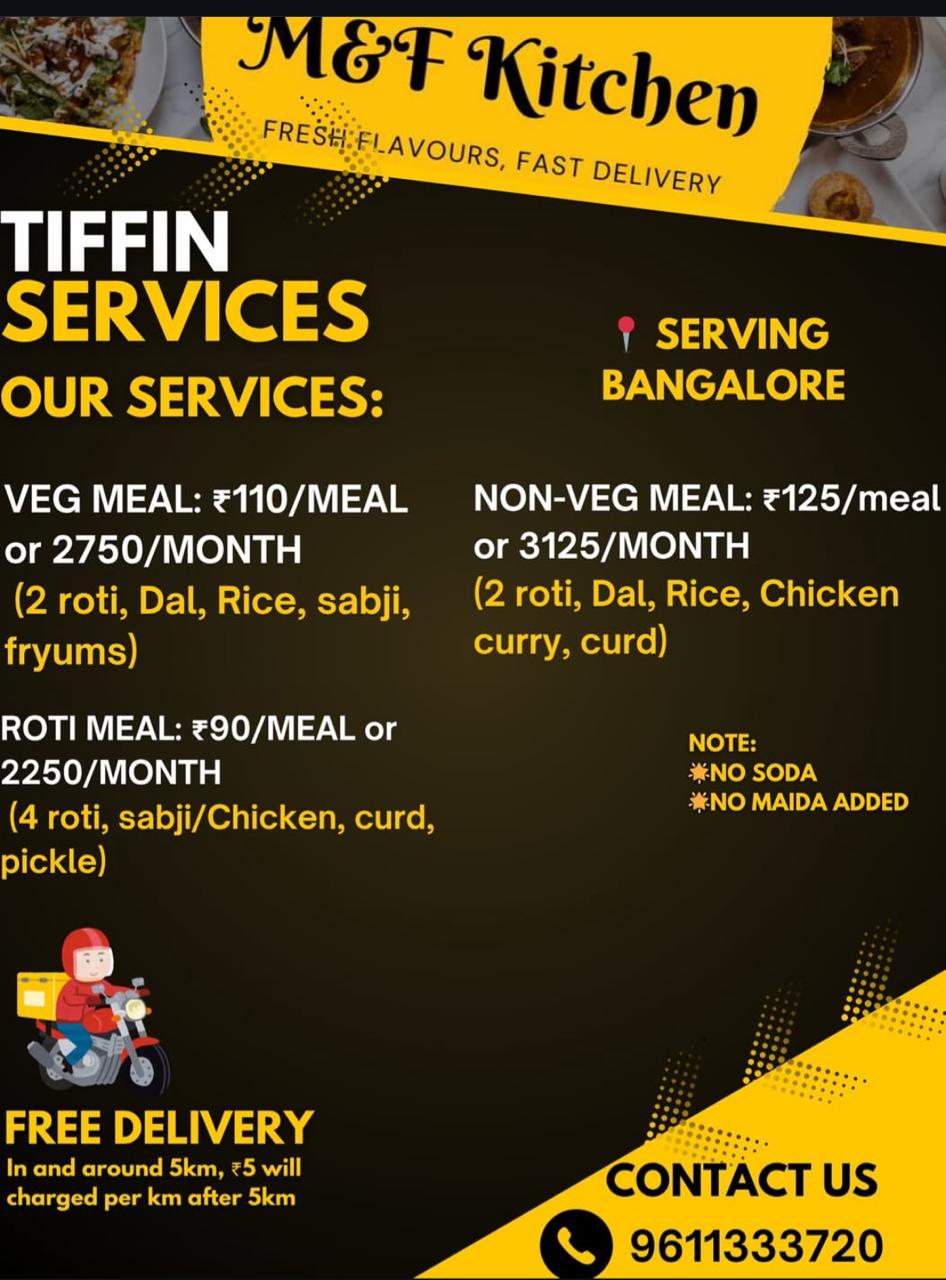 M&F Kitchen
FRESH FLAVOURS, FAST DELIVERY
TIFFIN
SERVICES
OUR SERVICES:
📍 SERVING
BANGALORE
VEG MEAL: ₹110/MEAL
or 2750/MONTH
(2 roti, Dal, Rice, sabji,
fryums)
NON-VEG MEAL: ₹125/meal
or 3125/MONTH
(2 roti, Dal, Rice, Chicken
curry, curd)
ROTI MEAL: ₹90/MEAL or
2250/MONTH
(4 roti, sabji/Chicken, curd,
pickle)
NOTE:
🌟NO SODA
🌟NO MAIDA ADDED
FREE DELIVERY
In and around 5km, ₹5 will
charged per km after 5km
CONTACT US
9611333720